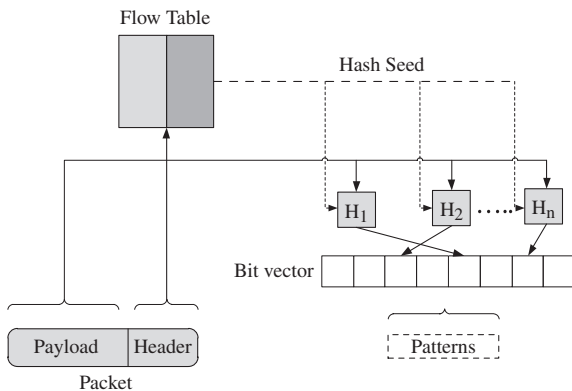 Flow Table
Hash Seed
H1
H2
.....
Hn
Bit vector
Payload
Header
Patterns
Packet